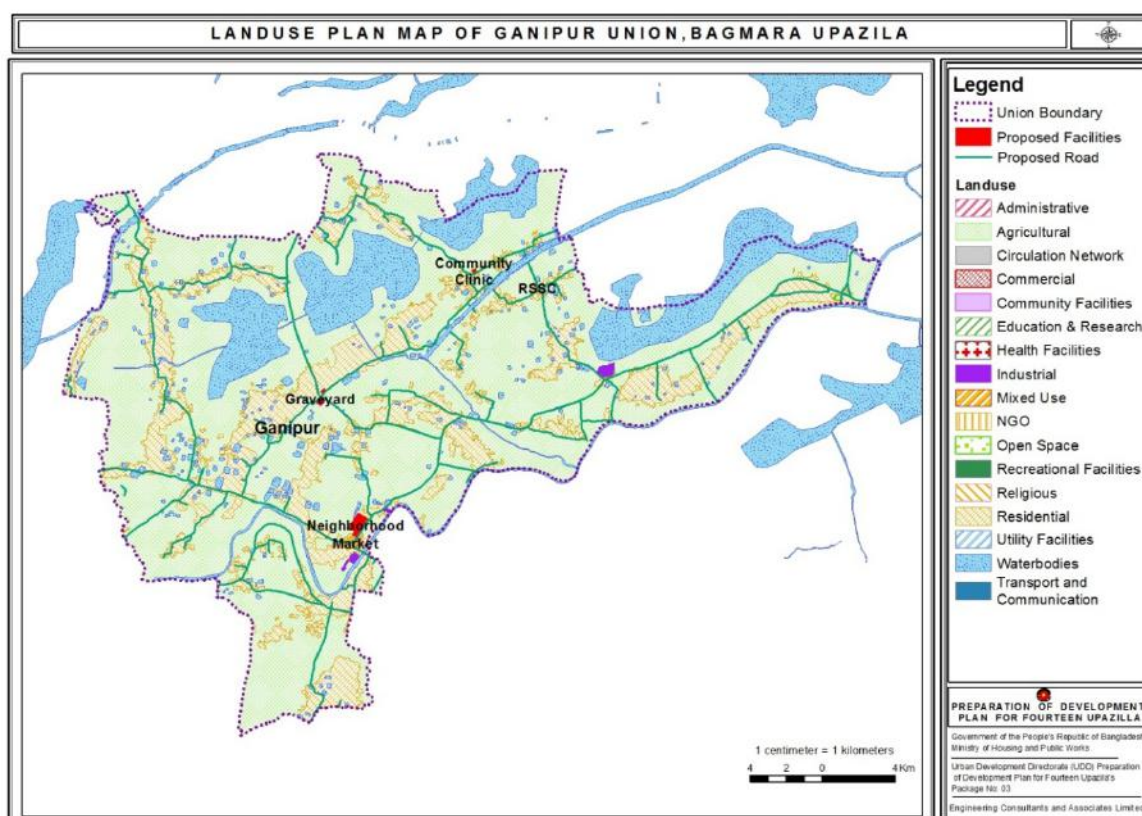 LANDUSE PLAN MAP OF GANIPUR UNION,BAGMARA UPAZILA
Community
Clinic
RSSC
Graveyard
Ganipur
Neighborhood
Market
1 centimeter = 1 kilometers
4 2 0 4 Km
Legend
Union Boundary
Proposed Facilities
Proposed Road
Landuse
Administrative
Agricultural
Circulation Network
Commercial
Community Facilities
Education & Research
Health Facilities
Industrial
Mixed Use
NGO
Open Space
Recreational Facilities
Religious
Residential
Utility Facilities
Waterbodies
Transport and
Communication
PREPARATION OF DEVELOPMENT
PLAN FOR FOURTEEN UPAZILLA
Government of the People's Republic of Bangladesh
Ministry of Housing and Public Works
Urban Development Directorate (UDD) Preparation
of Development Plan for Fourteen Upazila's
Package No: 03
Engineering Consultants and Associates Limited